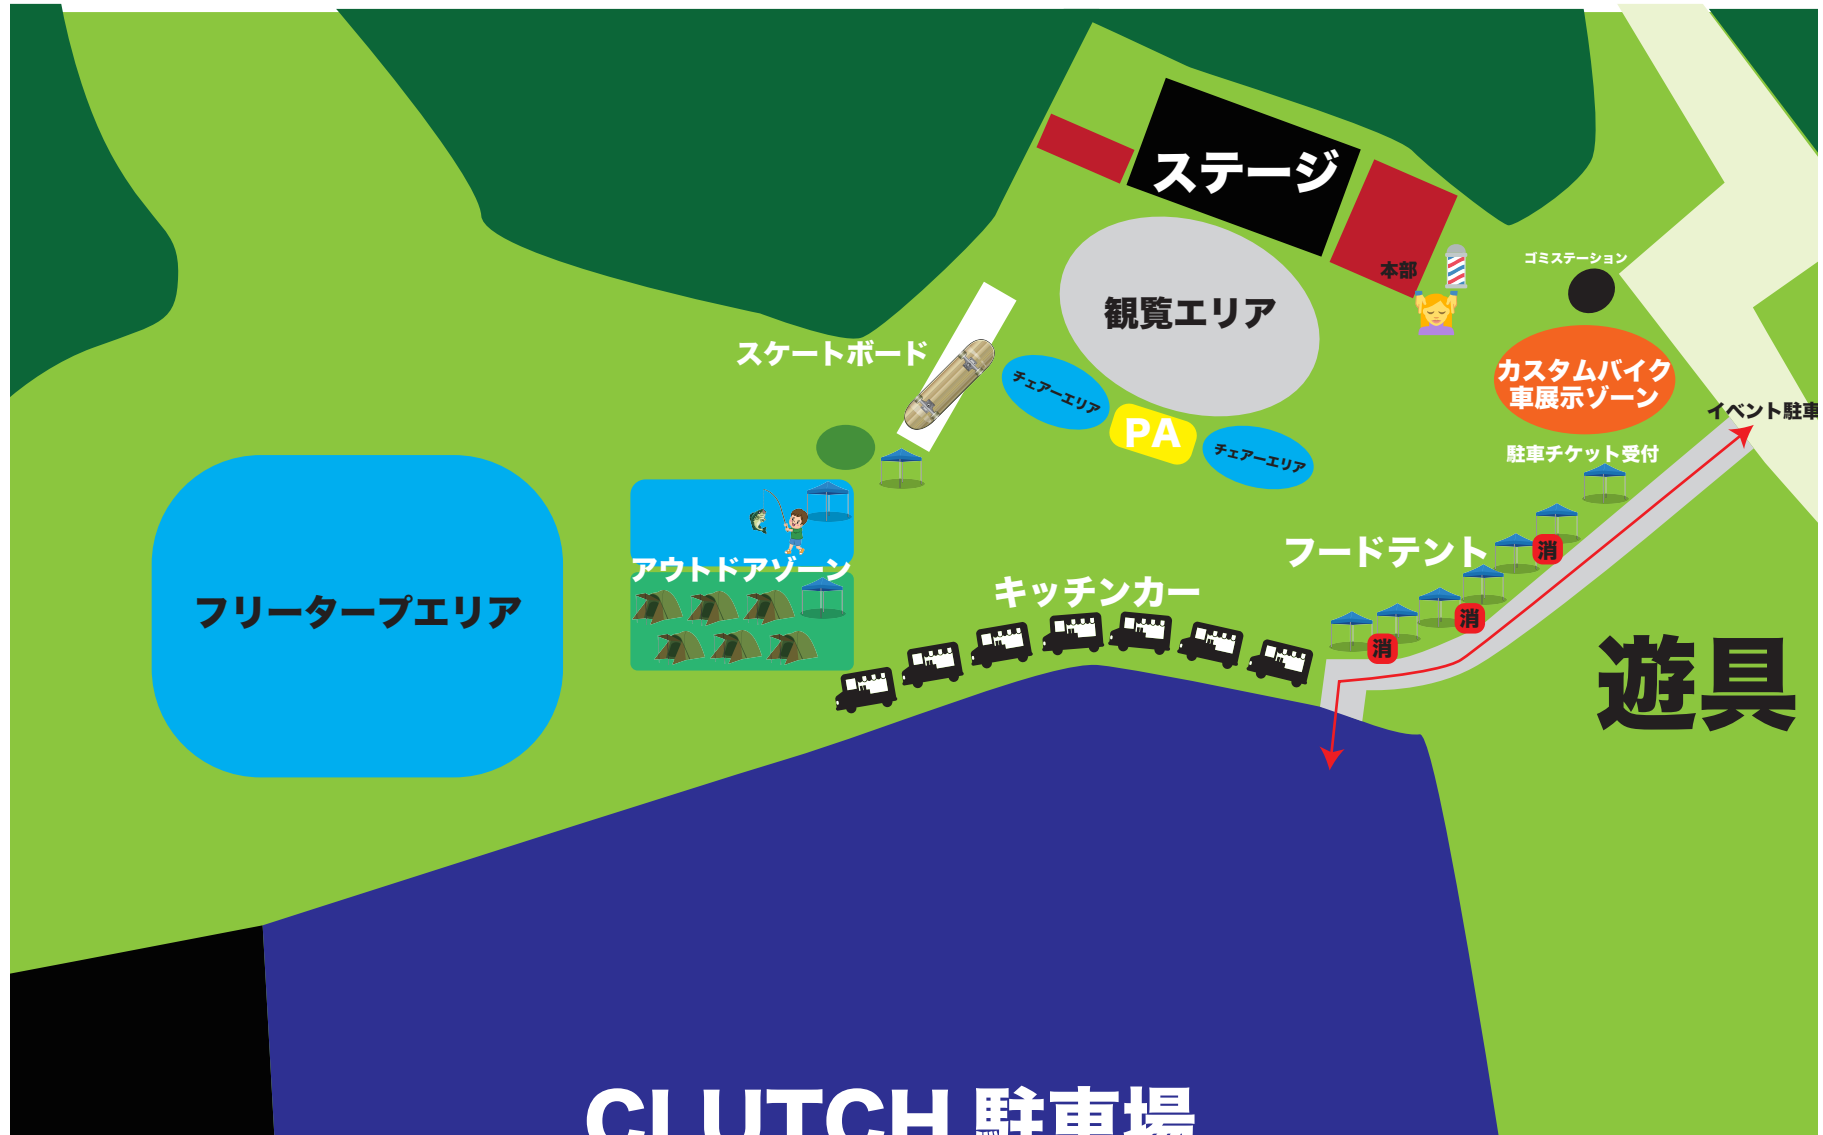 ステージ
ゴミステーション
本部
観覧エリア
スケートボード
カスタムバイク
車展示ゾーン
チェアーエリア
イベント駐車
PA
チェアーエリア
駐車チケット受付
フードテント
消
アウトドアゾーン
キッチンカー
フリータープエリア
消
消
遊具
CLUTCH 駐車場